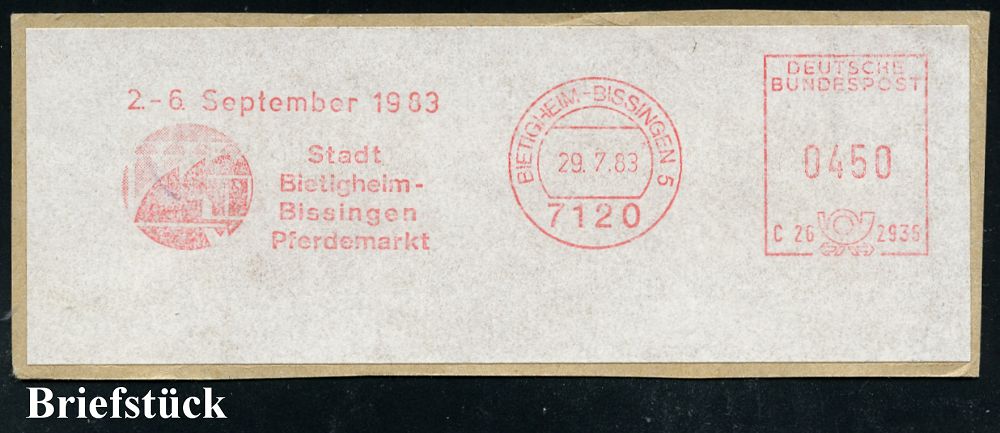 2.-6. September 1983
Stadt
Bietigheim-
Bissingen
Pferdemarkt
BIETIGHEIM-BISSINGEN 5
29.7.83
7120
DEUTSCHE
BUNDESPOST
0450
C 26 2936
Briefstück